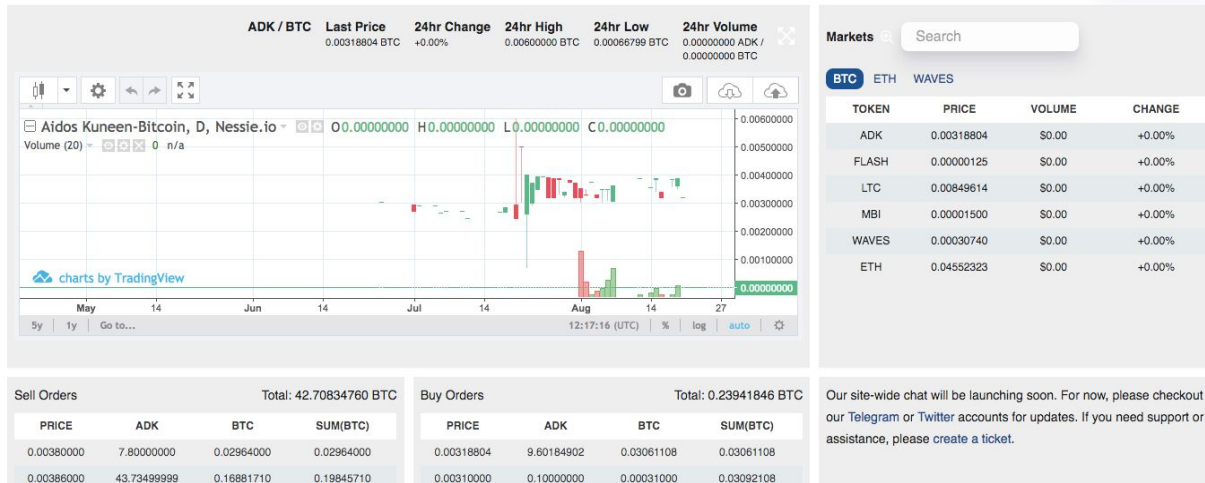 ADK / BTC Last Price 24hr Change 24hr High 24hr Low 24hr Volume
0.00318804 BTC +0.00% 0.00600000 BTC 0.00066799 BTC 0.00000000 ADK /
0.00000000 BTC
Aidos Kuneen-Bitcoin, D, Nessie.io O0.00000000 H0.00000000 L0.00000000 C0.00000000
Volume (20) 0 n/a
0.00600000
0.00500000
0.00400000
0.00300000
0.00200000
0.00100000
0.00000000
charts by TradingView
May 14 Jun 14 Jul 14 Aug 14 27
5y 1y Go to... 12:17:16 (UTC) % log auto
Markets Search
BTC ETH WAVES
TOKEN PRICE VOLUME CHANGE
ADK 0.00318804 $0.00 +0.00%
FLASH 0.00000125 $0.00 +0.00%
LTC 0.00849614 $0.00 +0.00%
MBI 0.00001500 $0.00 +0.00%
WAVES 0.00030740 $0.00 +0.00%
ETH 0.04552323 $0.00 +0.00%
Sell Orders Total: 42.70834760 BTC
PRICE ADK BTC SUM(BTC)
0.00380000 7.80000000 0.02964000 0.02964000
0.00386000 43.73499999 0.16881710 0.19845710
Buy Orders Total: 0.23941846 BTC
PRICE ADK BTC SUM(BTC)
0.00318804 9.60184902 0.03061108 0.03061108
0.00310000 0.10000000 0.00031000 0.03092108
Our site-wide chat will be launching soon. For now, please checkout
our Telegram or Twitter accounts for updates. If you need support or
assistance, please create a ticket.